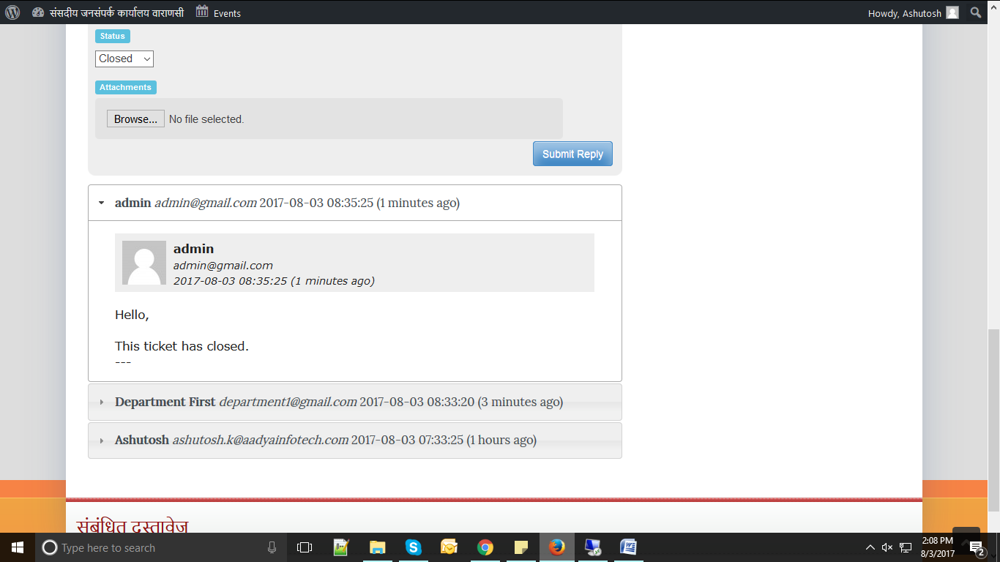 संसदीय जनसंपर्क कार्यालय वाराणसी Events Howdy, Ashutosh
Status
Closed
Attachments
Browse... No file selected.
Submit Reply
admin admin@gmail.com 2017-08-03 08:35:25 (1 minutes ago)
admin
admin@gmail.com
2017-08-03 08:35:25 (1 minutes ago)
Hello,
This ticket has closed.
---
Department First department1@gmail.com 2017-08-03 08:33:20 (3 minutes ago)
Ashutosh ashutosh.k@aadyainfotech.com 2017-08-03 07:33:25 (1 hours ago)
संबंधित दस्तावेज
Type here to search
2:08 PM
8/3/2017
2